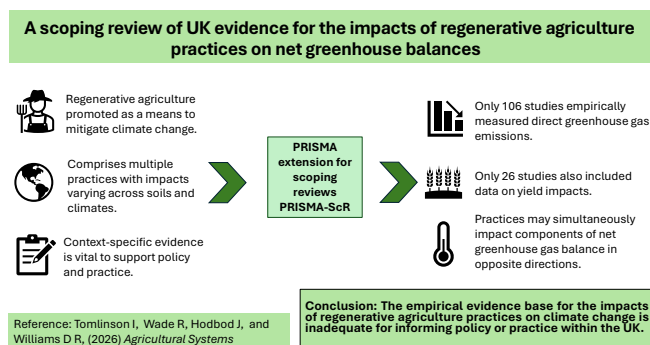 A scoping review of UK evidence for the impacts of regenerative agriculture
practices on net greenhouse balances
Regenerative agriculture
promoted as a means to
mitigate climate change.
Comprises multiple
practices with impacts
varying across soils and
climates.
Context-specific evidence
is vital to support policy
and practice.
PRISMA
extension for
scoping
reviews
PRISMA-ScR
Only 106 studies empirically
measured direct greenhouse gas
emissions.
Only 26 studies also included
data on yield impacts.
Practices may simultaneously
impact components of net
greenhouse gas balance in
opposite directions.
Reference: Tomlinson I, Wade R, Hodbod J, and
Williams D R, (2026) Agricultural Systems
Conclusion: The empirical evidence base for the impacts
of regenerative agriculture practices on climate change is
inadequate for informing policy or practice within the UK.